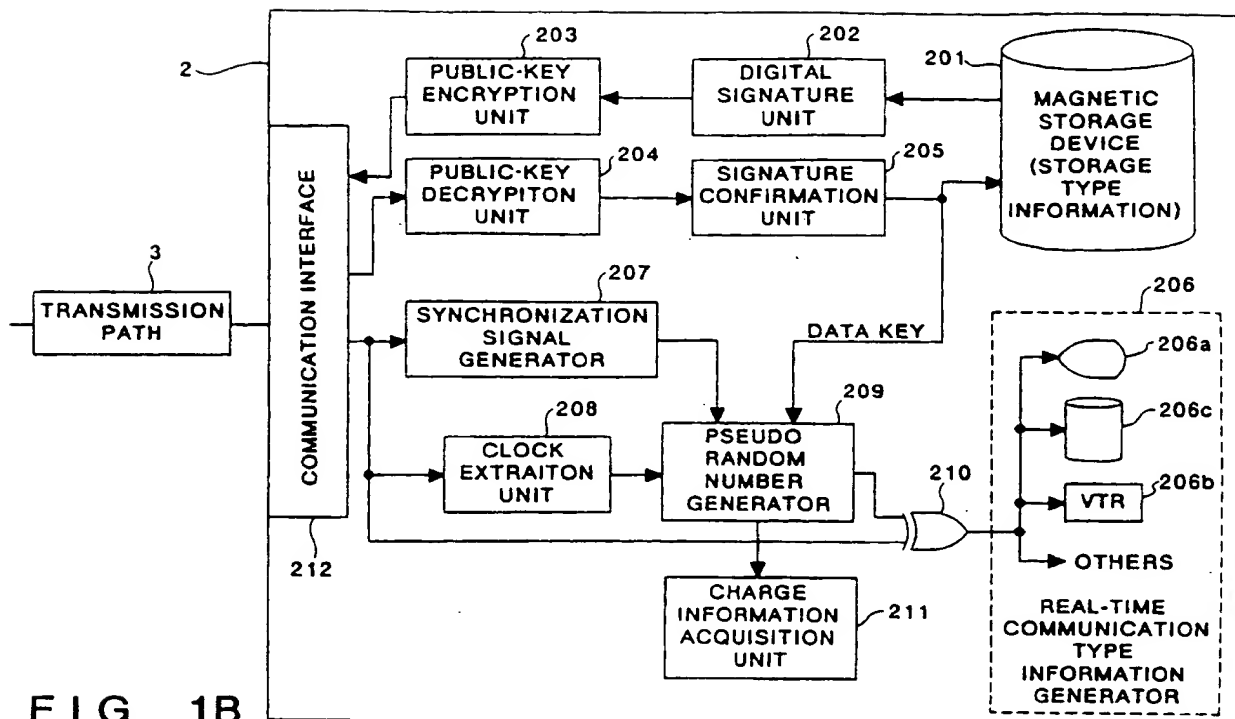 203
202
2
PUBLIC-KEY
ENCRYPTION
UNIT
DIGITAL
SIGNATURE
UNIT
201
MAGNETIC
STORAGE
DEVICE
(STORAGE
TYPE
INFORMATION)
204
205
PUBLIC-KEY
DECRYPITON
UNIT
SIGNATURE
CONFIRMATION
UNIT
COMMUNICATION INTERFACE
3
TRANSMISSION
PATH
207
SYNCHRONIZATION
SIGNAL
GENERATOR
DATA KEY
206
206a
206c
208
CLOCK
EXTRAITON
UNIT
209
PSEUDO
RANDOM
NUMBER
GENERATOR
210
VTR
206b
OTHERS
212
CHARGE
INFORMATION
ACQUISITION
UNIT
211
REAL-TIME
COMMUNICATION
TYPE
INFORMATION
GENERATOR
FIG. 1B